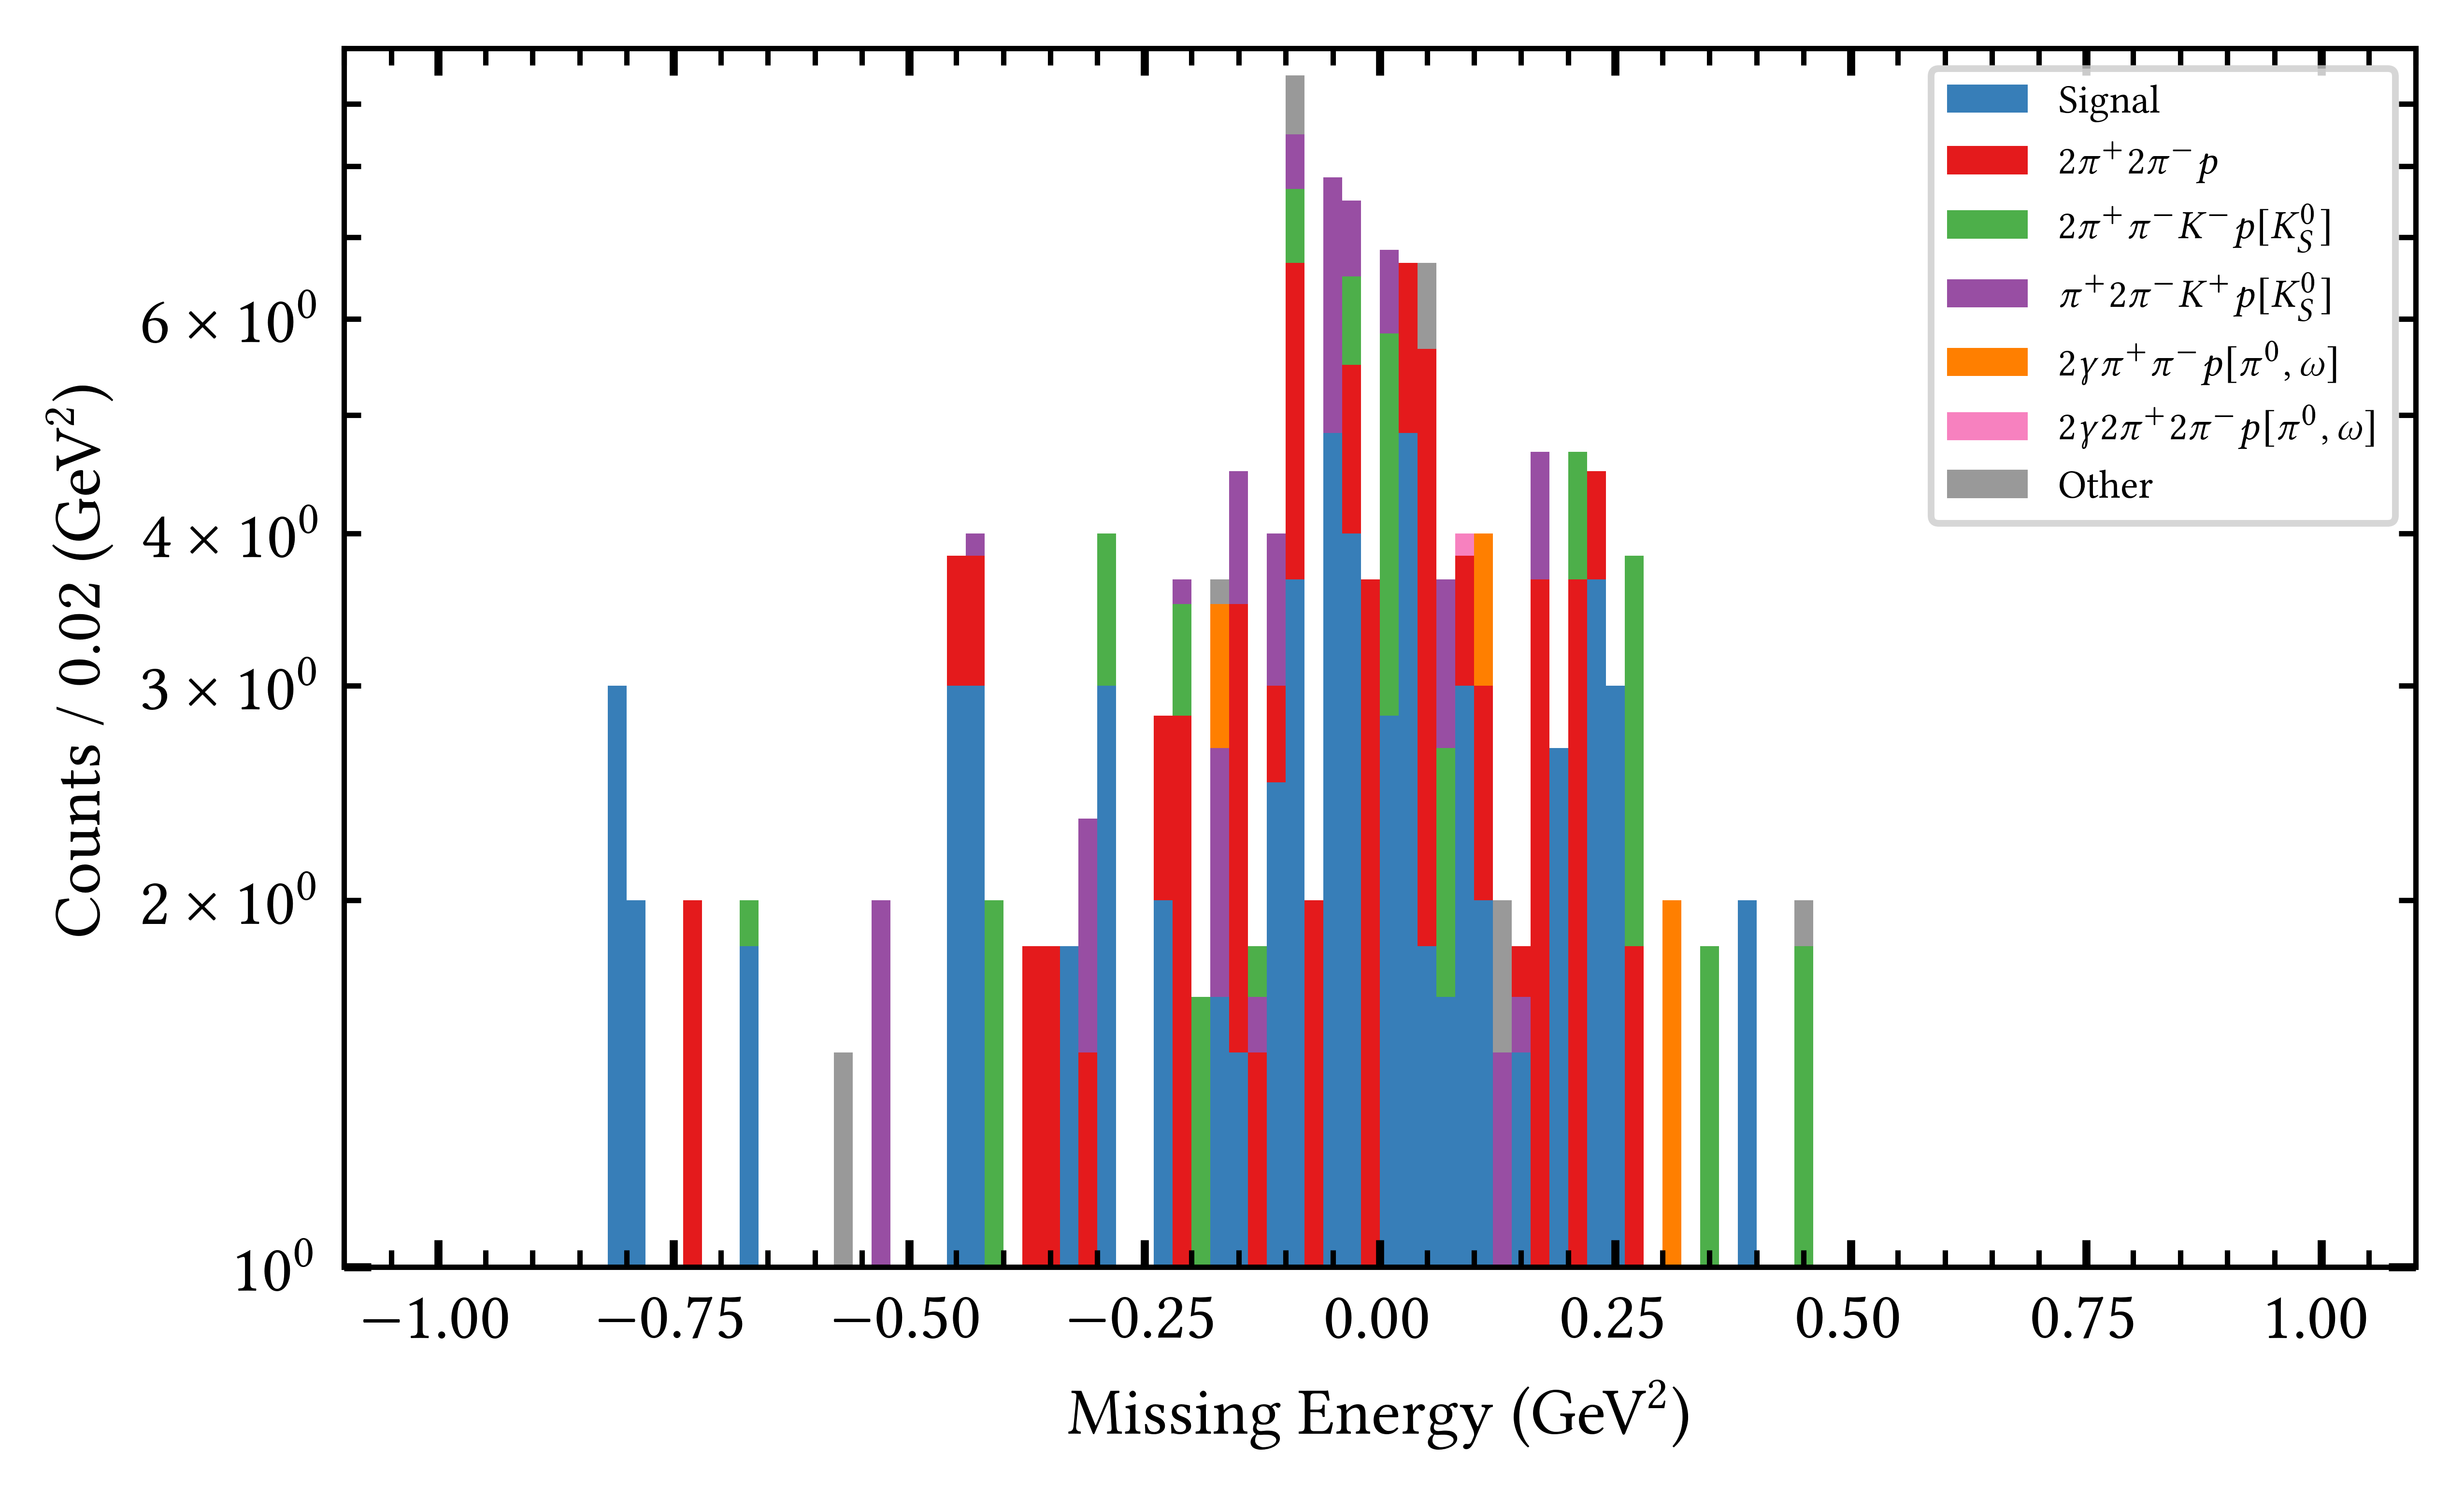 Signal
2π⁺2π⁻p
2π⁺π⁻K⁻p[K⁰_S]
π⁺2π⁻K⁺p[K⁰_S]
2γπ⁺π⁻p[π⁰, ω]
2γ2π⁺2π⁻p[π⁰, ω]
Other
Counts / 0.02 (GeV²)
6 × 10⁰
4 × 10⁰
3 × 10⁰
2 × 10⁰
10⁰
−1.00 −0.75 −0.50 −0.25 0.00 0.25 0.50 0.75 1.00
Missing Energy (GeV²)